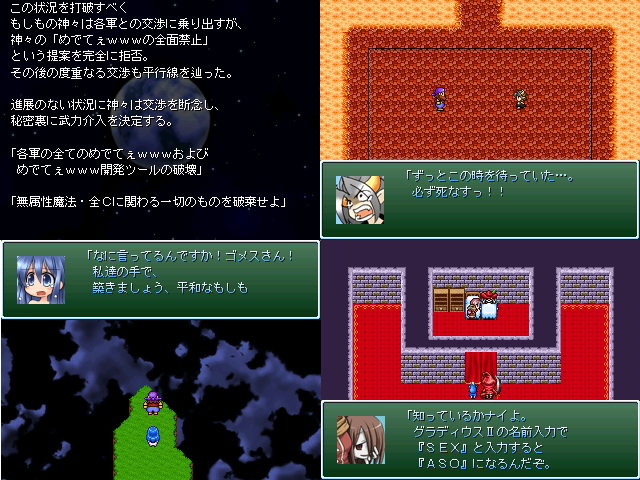 この状況を打破すべく
もしもの神々は各軍との交渉に乗り出すが、
神々の「めでてぇｗｗｗの全面禁止」
という提案を完全に拒否。
その後の度重なる交渉も平行線を辿った。
進展のない状況に神々は交渉を断念し、
秘密裏に武力介入を決定する。
「各軍の全てのめでてぇｗｗｗおよび
めでてぇｗｗｗ開発ツールの破壊」
「無属性魔法・全Ｃｌに関わる一切のものを破棄せよ」
「ずっとこの時を待っていた…。
必ず死なすっ！！
「なに言ってるんですか！ゴメスさん！
私達の手で、
築きましょう、平和なもしも
「知っているかナイよ。
グラディウスⅡの名前入力で
『ＳＥＸ』と入力すると
『ＡＳＯ』になるんだぞ。